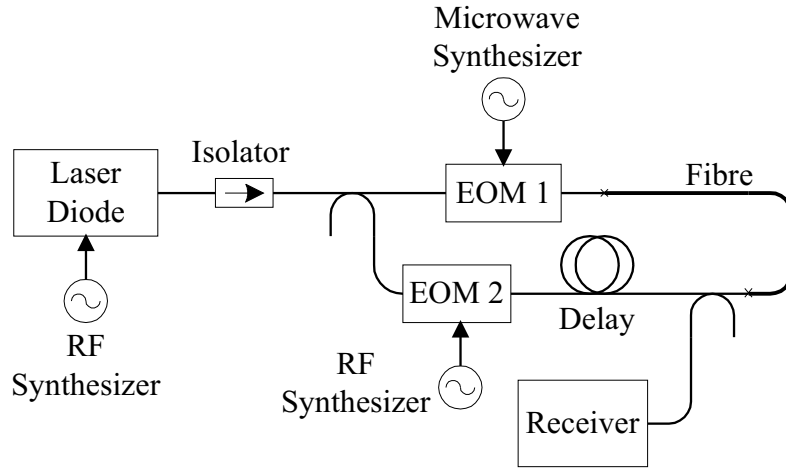 Microwave
Synthesizer
Isolator
Laser
Diode
EOM 1
Fibre
EOM 2
Delay
RF
Synthesizer
RF
Synthesizer
Receiver